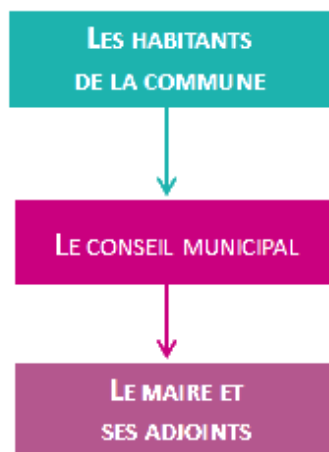 LES HABITANTS
DE LA COMMUNE
LE CONSEIL MUNICIPAL
LE MAIRE ET
SES ADJOINTS